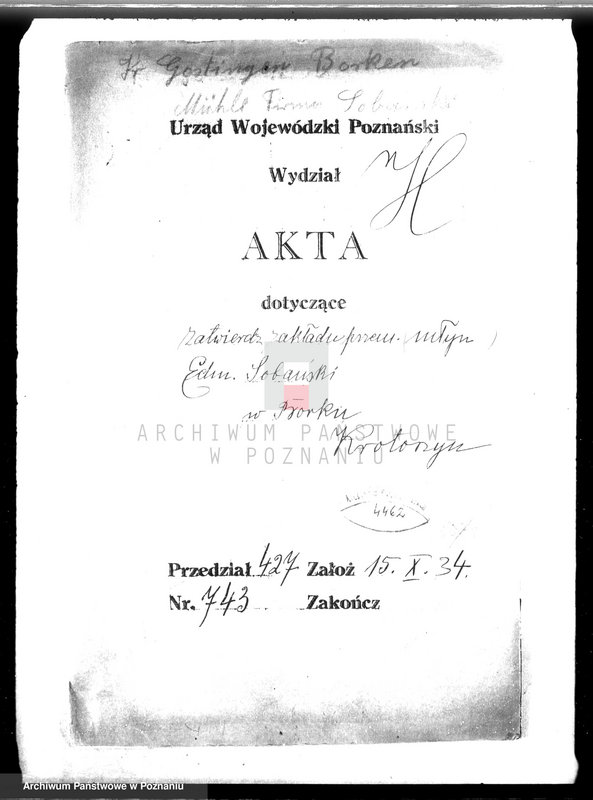 Kr Gostingen Borken
Mühle Firma Sobański
Urząd Wojewódzki Poznański
Wydział H
AKTA
dotyczące
zatwierdz zakładu przem. (młyn)
Edm. Sobański
w Borku
Krotoszyn
ARCHIWUM PAŃSTWOWE
W POZNANIU
4462
Przedział 427 Założ 15. X. 34.
Nr. 743 Zakończ
Archiwum Państwowe w Poznaniu